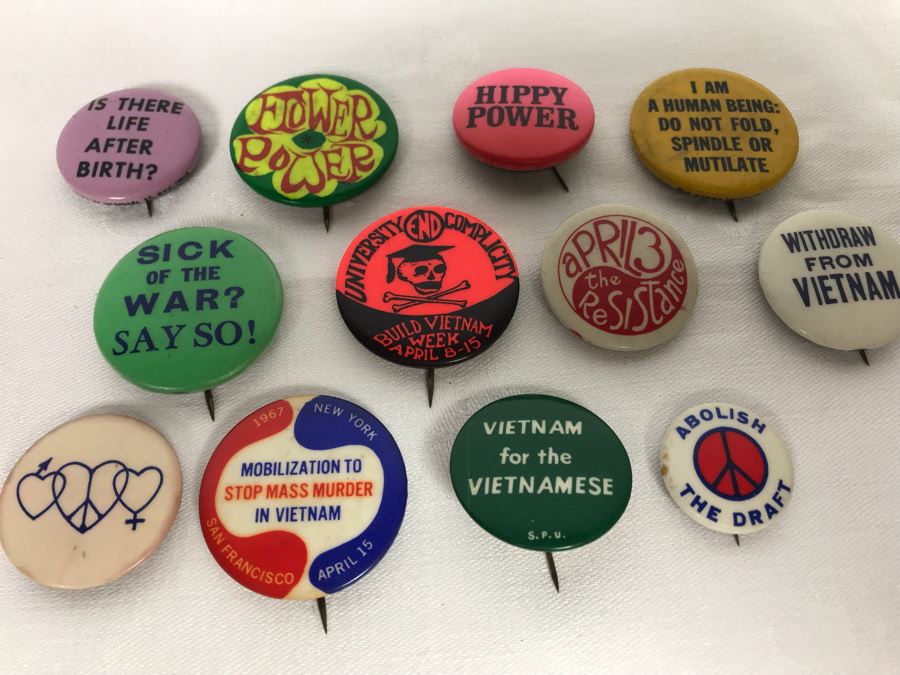 IS THERE
LIFE
AFTER
BIRTH?
FLOWER
POWER
HIPPY
POWER
I AM
A HUMAN BEING:
DO NOT FOLD,
SPINDLE OR
MUTILATE
SICK
OF THE
WAR?
SAY SO!
UNIVERSITY END COMPLICITY
BUILD VIETNAM
WEEK
APRIL 8-15
APRIL 13
the
ReSISTance
WITHDRAW
FROM
VIETNAM
1967 NEW YORK
MOBILIZATION TO
STOP MASS MURDER
IN VIETNAM
SAN FRANCISCO APRIL 15
VIETNAM
for the
VIETNAMESE
S.P.U.
ABOLISH
THE DRAFT